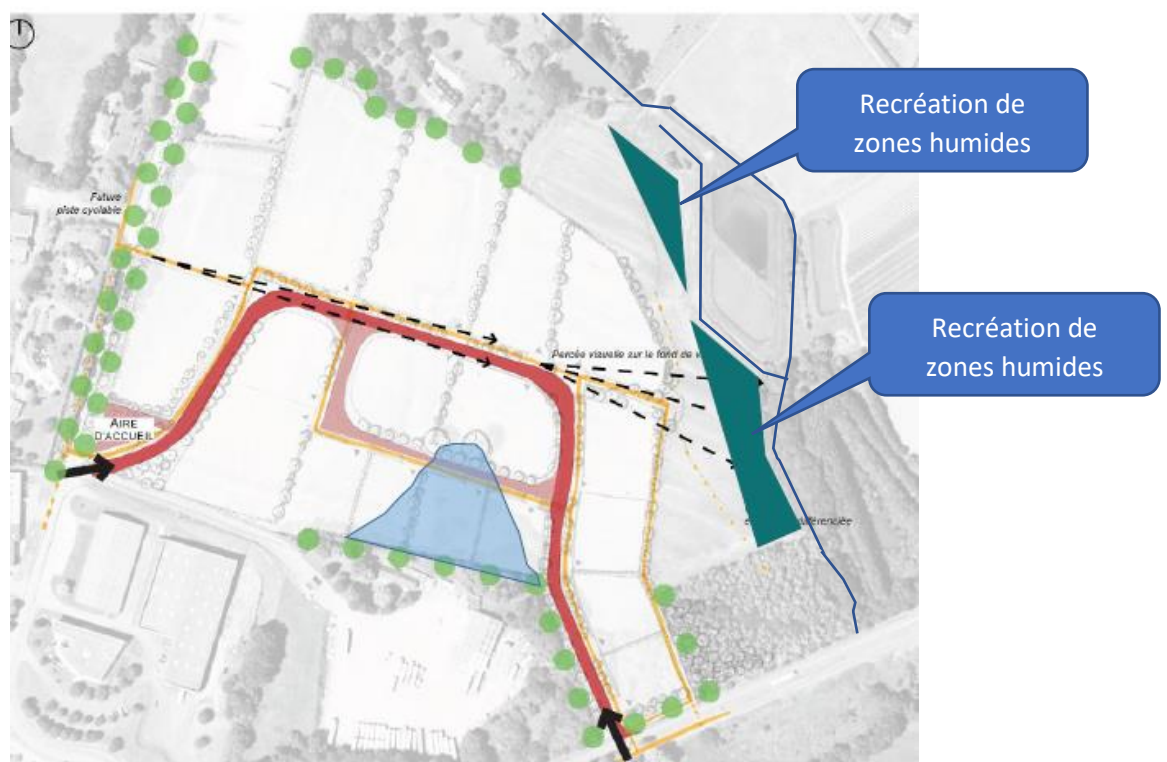 Recréation de
zones humides
Future
piste cyclable
Recréation de
zones humides
Percée visuelle sur le fond de
AIRE
D'ACCUEIL